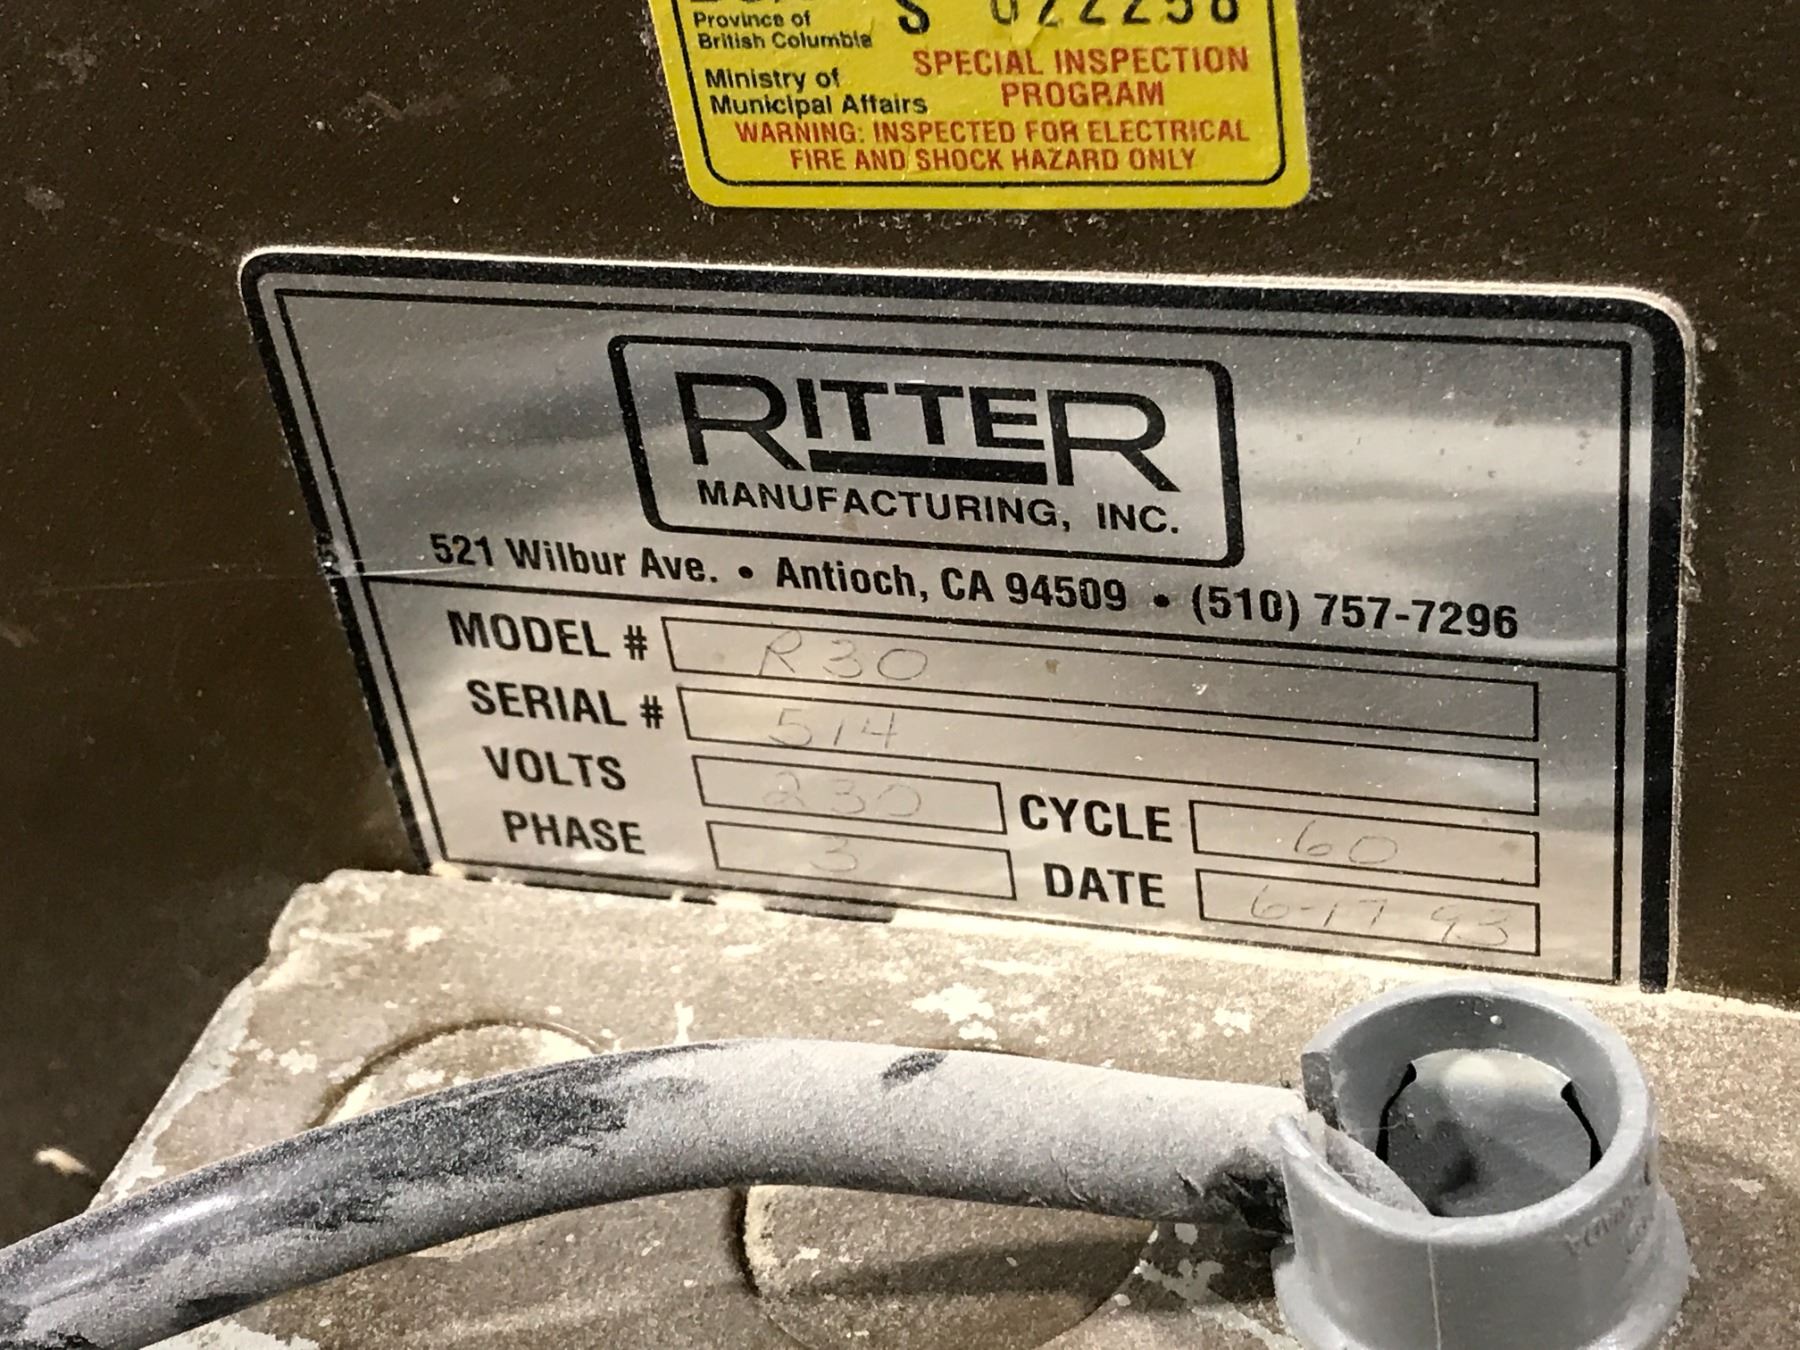 Province of
British Columbia
S 022258
Ministry of
Municipal Affairs
SPECIAL INSPECTION
PROGRAM
WARNING: INSPECTED FOR ELECTRICAL
FIRE AND SHOCK HAZARD ONLY
RITTER
MANUFACTURING, INC.
521 Wilbur Ave. • Antioch, CA 94509 • (510) 757-7296
MODEL # R30
SERIAL # 514
VOLTS 230 CYCLE 60
PHASE 3 DATE 6-17 93